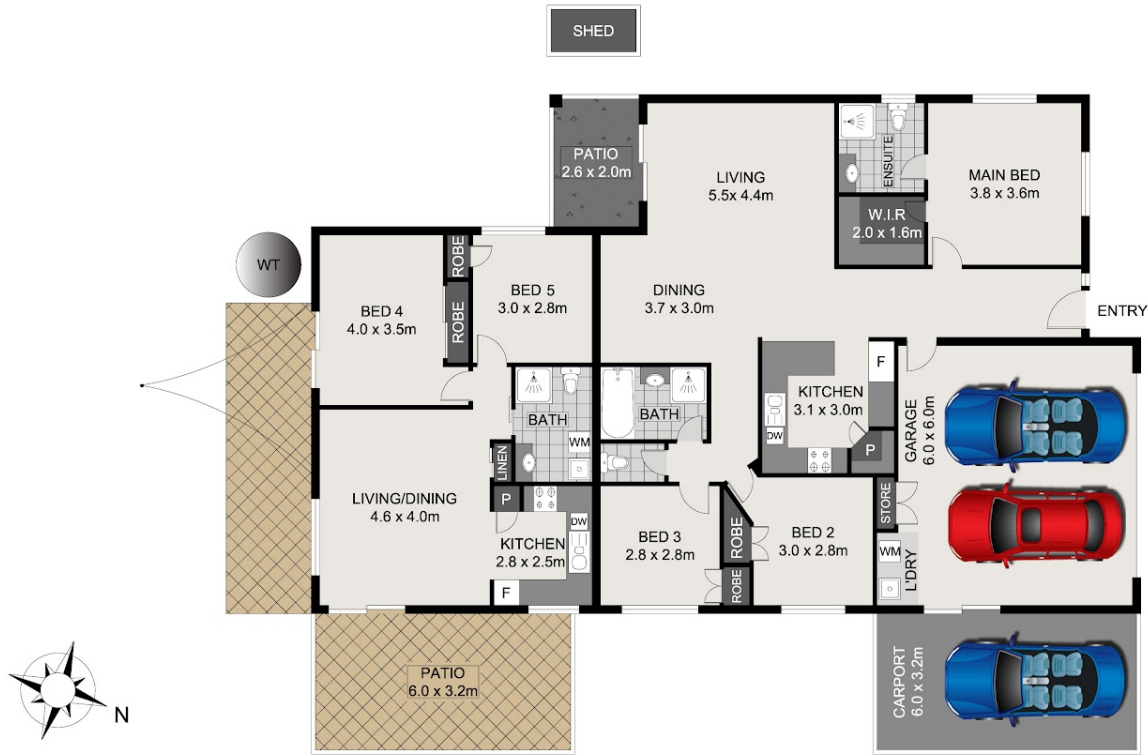 SHED
PATIO
2.6 x 2.0m
LIVING
5.5x 4.4m
ENSUITE
MAIN BED
3.8 x 3.6m
W.I.R
2.0 x 1.6m
WT
BED 4
4.0 x 3.5m
ROBE
ROBE
BED 5
3.0 x 2.8m
DINING
3.7 x 3.0m
ENTRY
KITCHEN
3.1 x 3.0m
F
DW
P
GARAGE
6.0 x 6.0m
BATH
WM
BATH
LINEN
LIVING/DINING
4.6 x 4.0m
P
KITCHEN
2.8 x 2.5m
DW
F
BED 3
2.8 x 2.8m
ROBE
ROBE
BED 2
3.0 x 2.8m
STORE
WM
L'DRY
PATIO
6.0 x 3.2m
CARPORT
6.0 x 3.2m
N